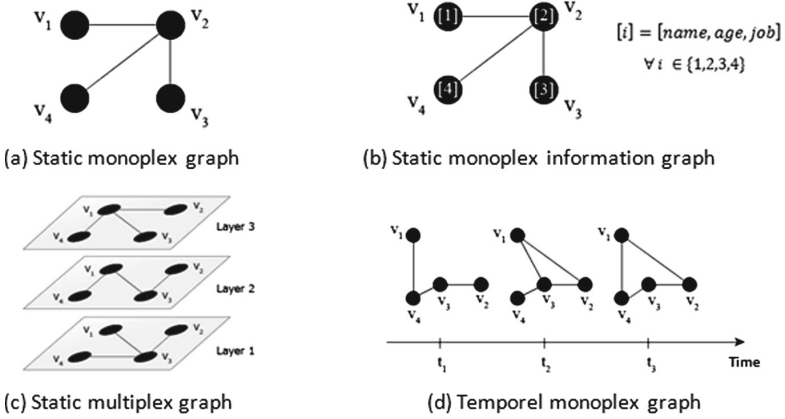 V1 V2
V4 V3
(a) Static monoplex graph
V1 [1] [2] V2
[4] [3]
V4 V3
[i] = [name, age, job]
∀ i ∈ {1,2,3,4}
(b) Static monoplex information graph
V1 V2
V4 V3
Layer 3
V1 V2
V4 V3
Layer 2
V1 V2
V4 V3
Layer 1
(c) Static multiplex graph
V1 V3 V2 V4
V1 V3 V2 V4
V1 V3 V2 V4
t1 t2 t3 Time
(d) Temporel monoplex graph